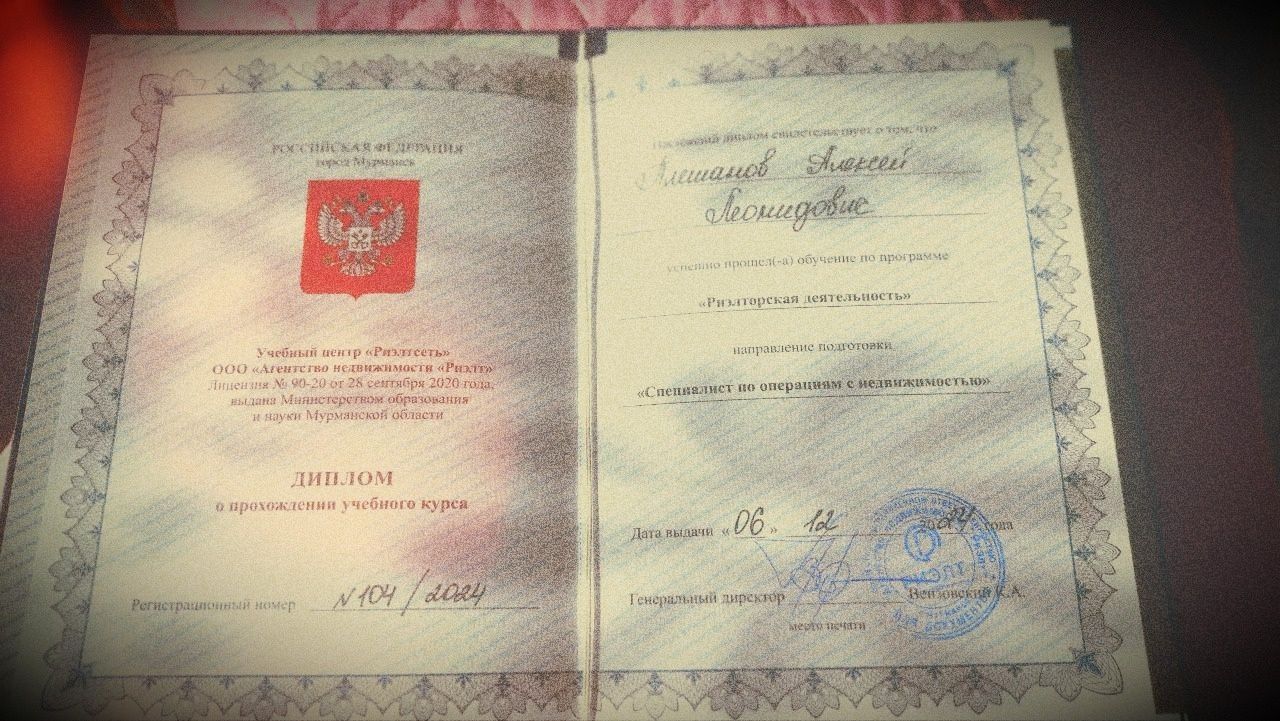 РОССИЙСКАЯ ФЕДЕРАЦИЯ
город Мурманск
Учебный центр «Риэлтсеть»
ООО «Агентство недвижимости «Риэлт»
Лицензия № 90-20 от 28 сентября 2020 года,
выдана Министерством образования
и науки Мурманской области
ДИПЛОМ
о прохождении учебного курса
Регистрационный номер N104/2024
Настоящий диплом свидетельствует о том, что
Алешанов Алексей
Леонидович
успешно прошел(-а) обучение по программе
«Риэлторская деятельность»
направление подготовки
«Специалист по операциям с недвижимостью»
Дата выдачи «06» 12 2024 года
Генеральный директор К.А.
место печати